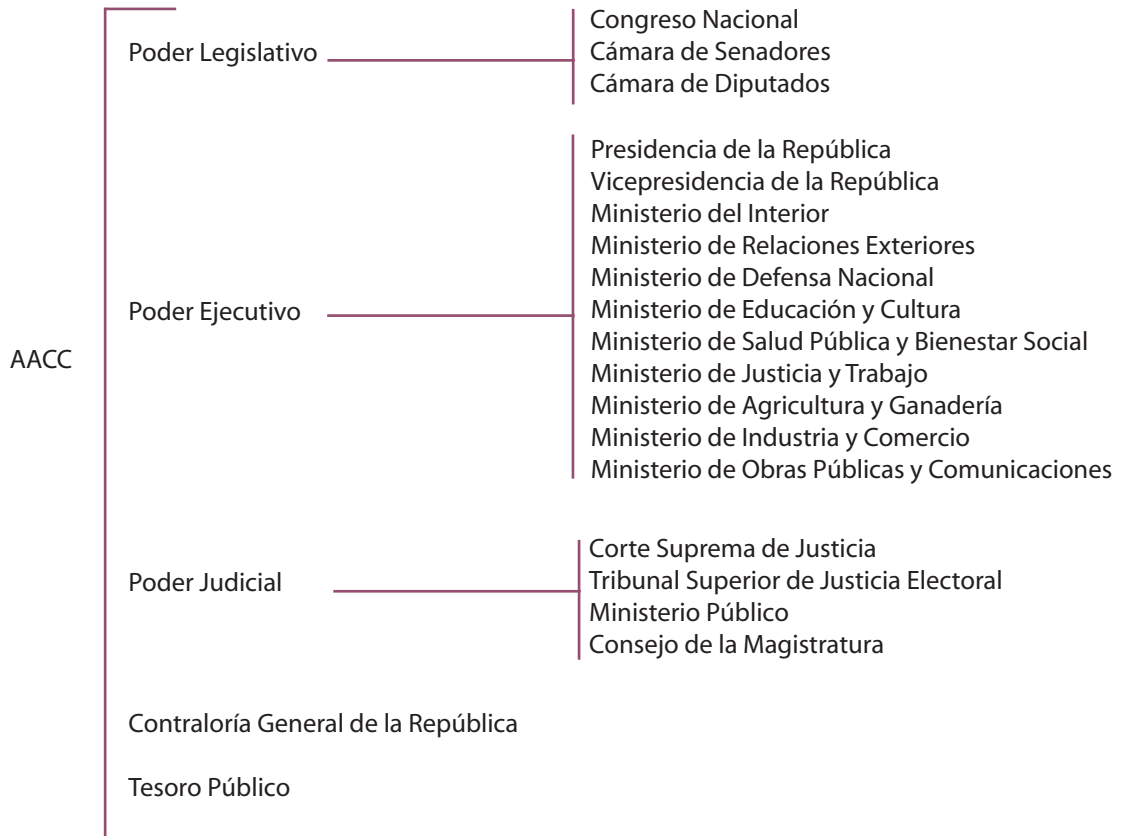 AACC
Poder Legislativo
Congreso Nacional
Cámara de Senadores
Cámara de Diputados
Poder Ejecutivo
Presidencia de la República
Vicepresidencia de la República
Ministerio del Interior
Ministerio de Relaciones Exteriores
Ministerio de Defensa Nacional
Ministerio de Educación y Cultura
Ministerio de Salud Pública y Bienestar Social
Ministerio de Justicia y Trabajo
Ministerio de Agricultura y Ganadería
Ministerio de Industria y Comercio
Ministerio de Obras Públicas y Comunicaciones
Poder Judicial
Corte Suprema de Justicia
Tribunal Superior de Justicia Electoral
Ministerio Público
Consejo de la Magistratura
Contraloría General de la República
Tesoro Público